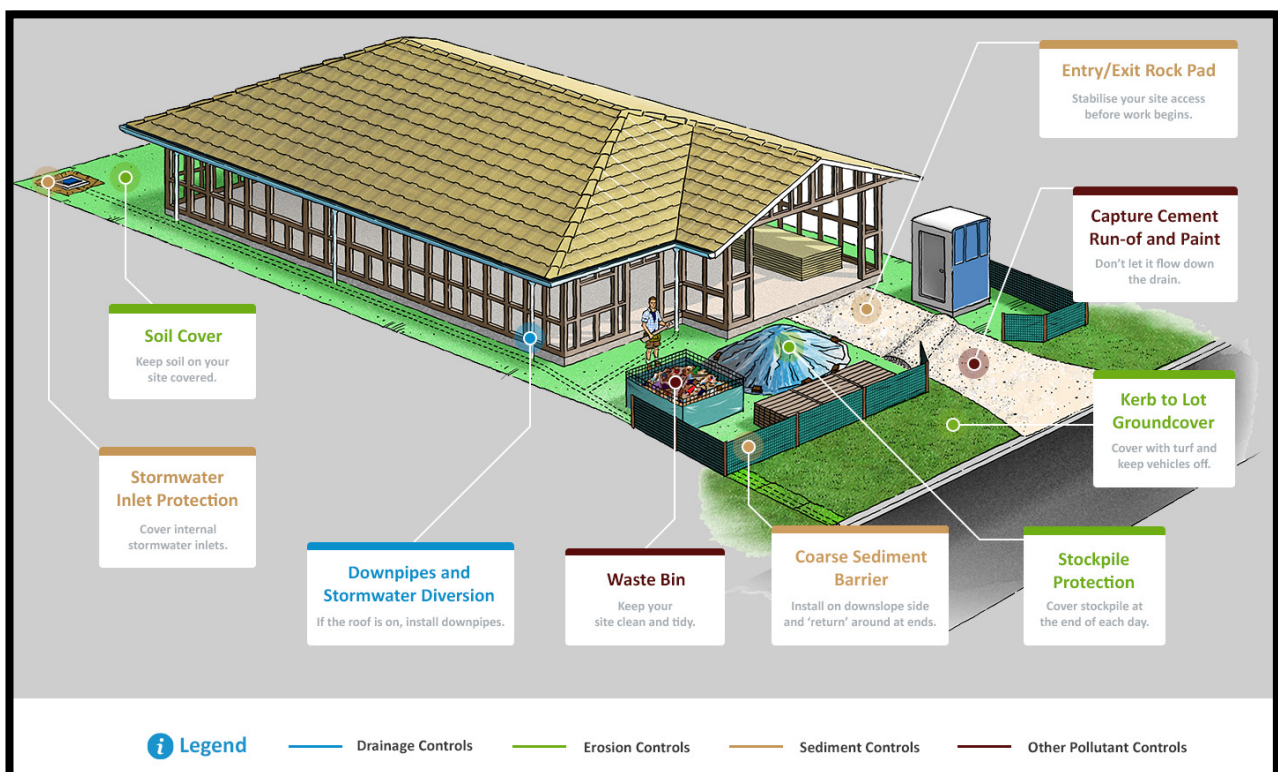 Entry/Exit Rock Pad
Stabilise your site access
before work begins.
Capture Cement
Run-of and Paint
Don't let it flow down
the drain.
Soil Cover
Keep soil on your
site covered.
Kerb to Lot
Groundcover
Cover with turf and
keep vehicles off.
Stormwater
Inlet Protection
Cover internal
stormwater inlets.
Downpipes and
Stormwater Diversion
If the roof is on, install downpipes.
Waste Bin
Keep your
site clean and tidy.
Coarse Sediment
Barrier
Install on downslope side
and ‘return’ around at ends.
Stockpile
Protection
Cover stockpile at
the end of each day.
i Legend
Drainage Controls
Erosion Controls
Sediment Controls
Other Pollutant Controls